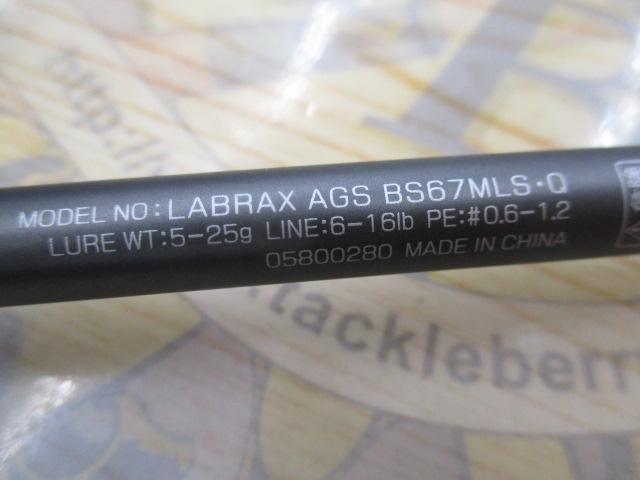 http://
MODEL NO: LABRAX AGS BS67MLS·Q
LURE WT:5-25g LINE:6-16lb PE:#0.6-1.2
05800280 MADE IN CHINA
tackleberr